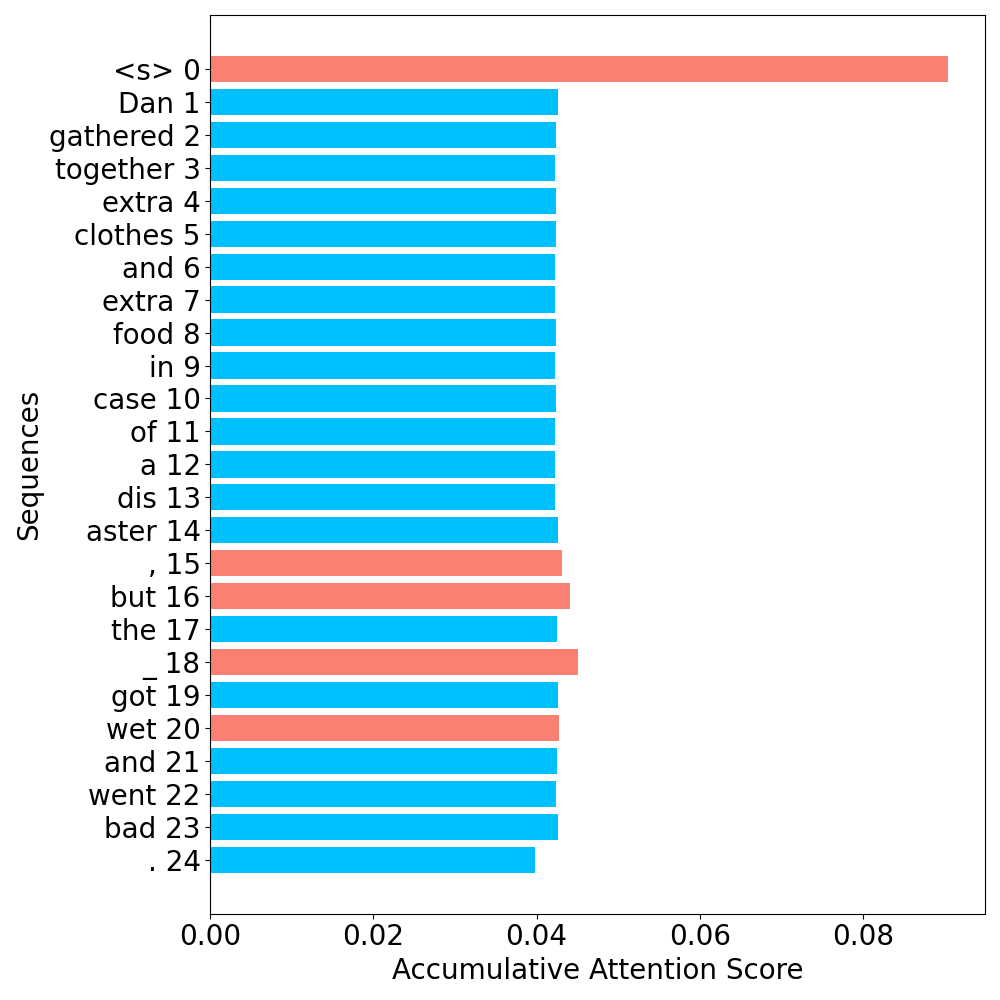 <s> 0
Dan 1
gathered 2
together 3
extra 4
clothes 5
and 6
extra 7
food 8
in 9
case 10
of 11
a 12
dis 13
aster 14
, 15
but 16
the 17
_ 18
got 19
wet 20
and 21
went 22
bad 23
. 24
Sequences
0.00 0.02 0.04 0.06 0.08
Accumulative Attention Score